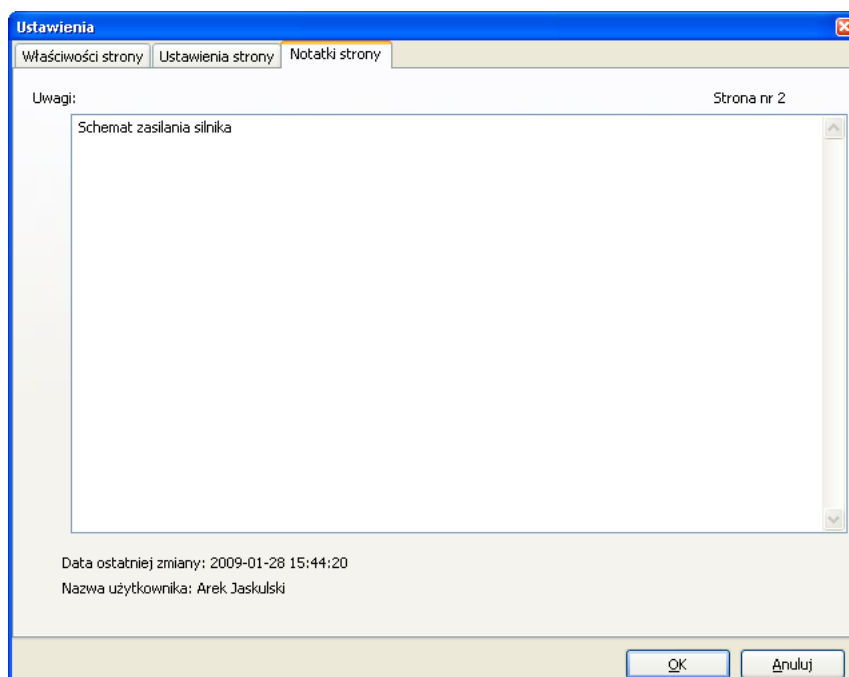 Ustawienia
Właściwości strony Ustawienia strony Notatki strony
Uwagi: Strona nr 2
Schemat zasilania silnika
Data ostatniej zmiany: 2009-01-28 15:44:20
Nazwa użytkownika: Arek Jaskulski
OK Anuluj